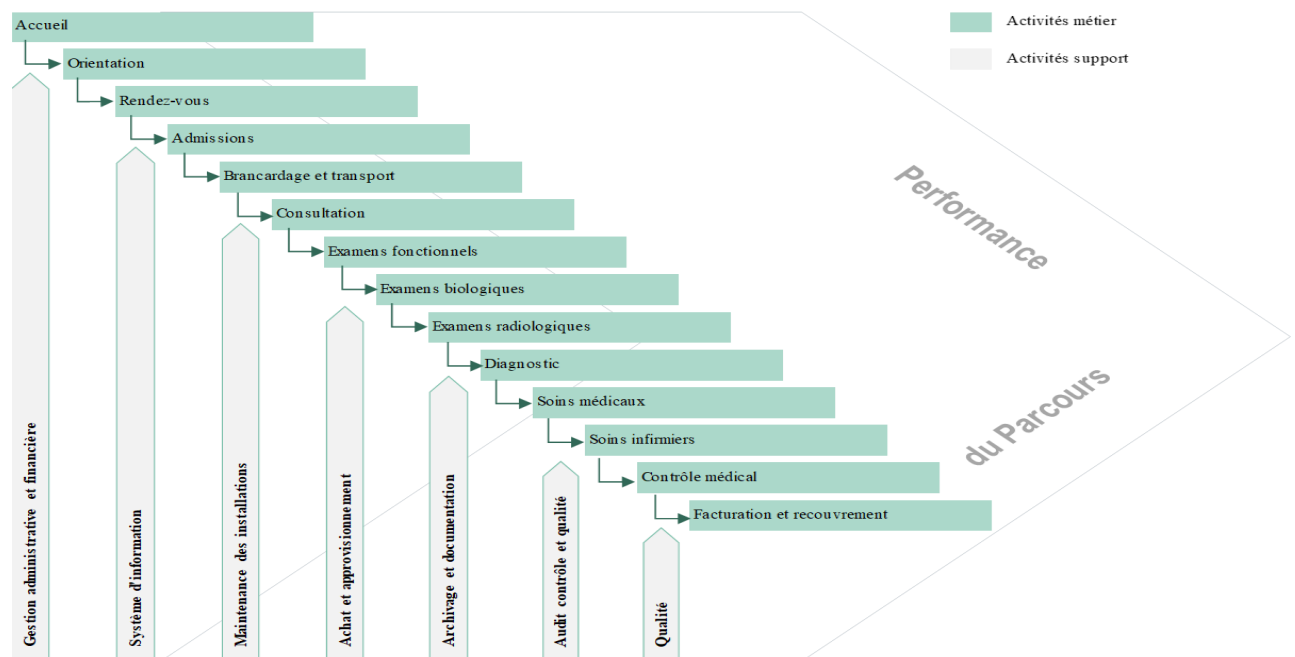 Accueil
Activités métier
Orientation
Activités support
Rendez-vous
Admissions
Brancardage et transport
Consultation
Examens fonctionnels
Examens biologiques
Examens radiologiques
Diagnostic
Soins médicaux
Soins infirmiers
Contrôle médical
Facturation et recouvrement
Performance
du Parcours
Gestion administrative et financière
Système d'information
Maintenance des installations
Achat et approvisionnement
Archivage et documentation
Audit contrôle et qualité
Qualité